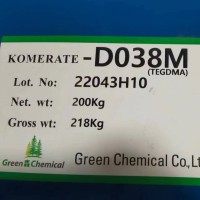 KOMERATE -D038M
(TEGDMA)
Lot. No: 22043H10
Net. wt: 200Kg
Gross wt: 218Kg
Green Chemical
Green Chemical Co.,Lt